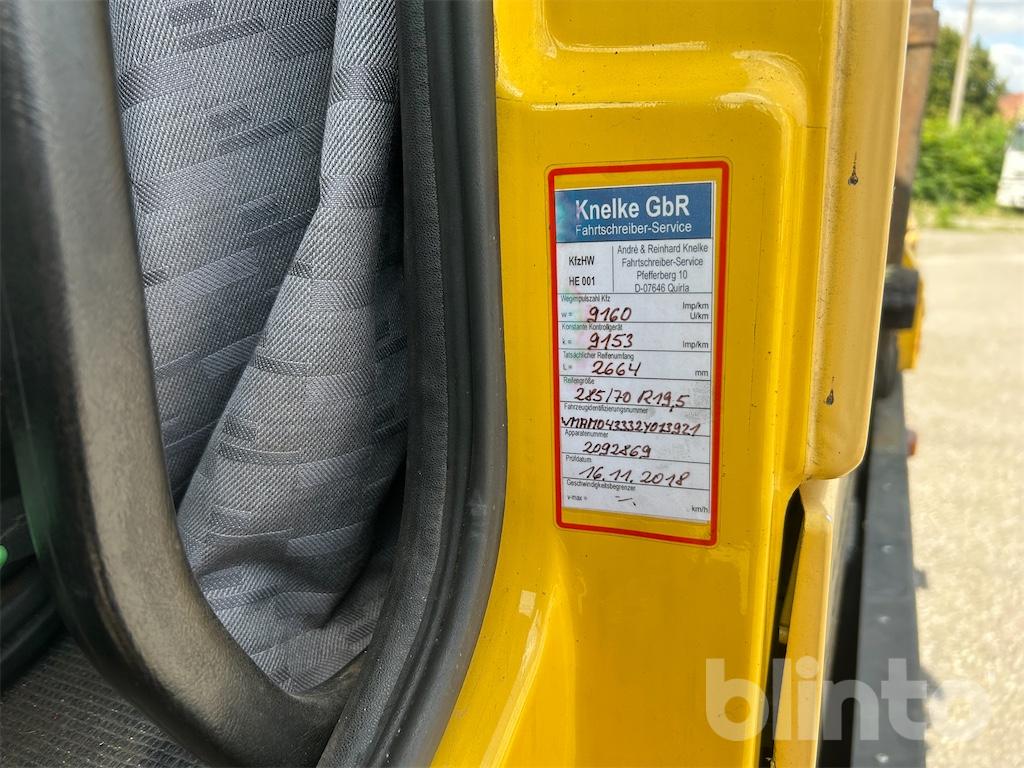 Knelke GbR
Fahrtschreiber-Service
KfzHW
HE 001
André & Reinhard Knelke
Fahrtschreiber-Service
Pfefferberg 10
D-07646 Quirla
Wegimpulszahl Kfz
w = 9160 Imp/km
U/km
Konstante Kontrollgerät
k = 9153 Imp/km
Tatsächlicher Reifenumfang
L = 2664 mm
Reifengröße
285/70 R19,5
Fahrzeugidentifizierungsnummer
VMRM043332Y013921
Apparatenummer
2092869
Prüfdatum
16.11.2018
Geschwindigkeitsbegrenzer
v-max = -.- km/h
blinto